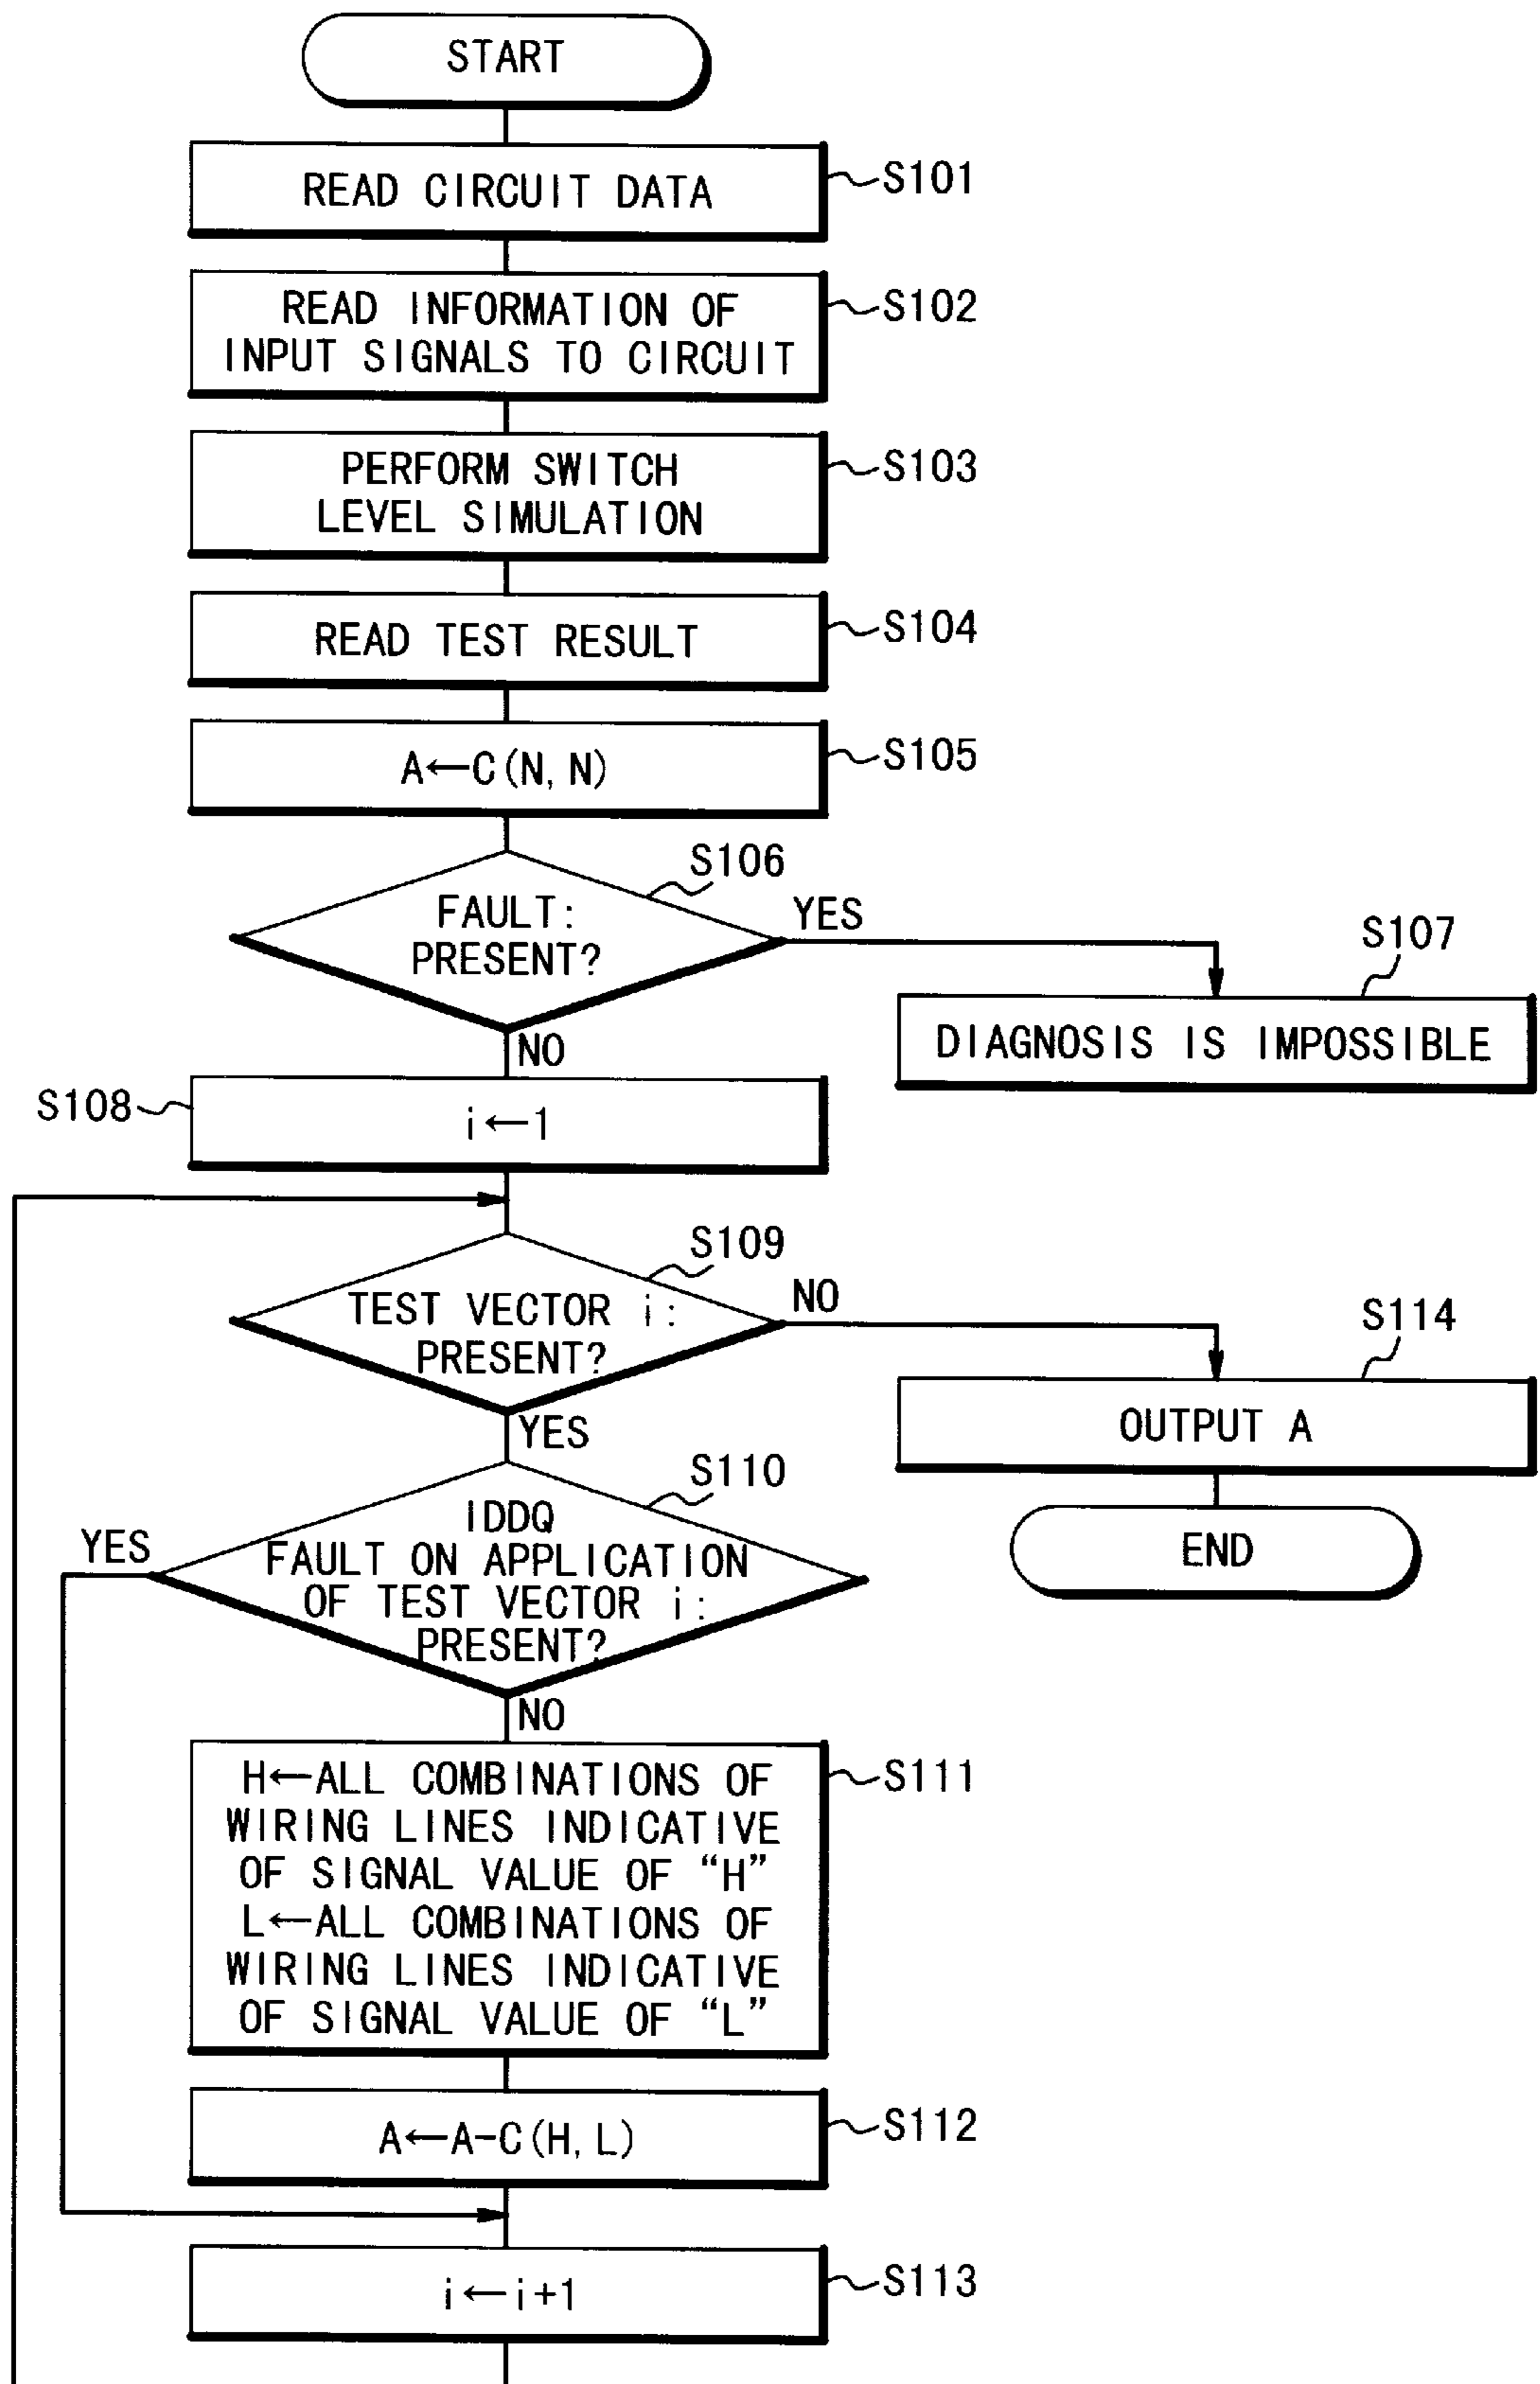 START
READ CIRCUIT DATA
S101
READ INFORMATION OF
INPUT SIGNALS TO CIRCUIT
S102
PERFORM SWITCH
LEVEL SIMULATION
S103
READ TEST RESULT
S104
A←C(N,N)
S105
S106
FAULT:
PRESENT?
YES
NO
S107
DIAGNOSIS IS IMPOSSIBLE
S108
i←1
S109
TEST VECTOR i:
PRESENT?
NO
YES
S114
OUTPUT A
END
S110
IDDQ
FAULT ON APPLICATION
OF TEST VECTOR i:
PRESENT?
YES
NO
H←ALL COMBINATIONS OF
WIRING LINES INDICATIVE
OF SIGNAL VALUE OF “H”
L←ALL COMBINATIONS OF
WIRING LINES INDICATIVE
OF SIGNAL VALUE OF “L”
S111
A←A-C(H,L)
S112
i←i+1
S113